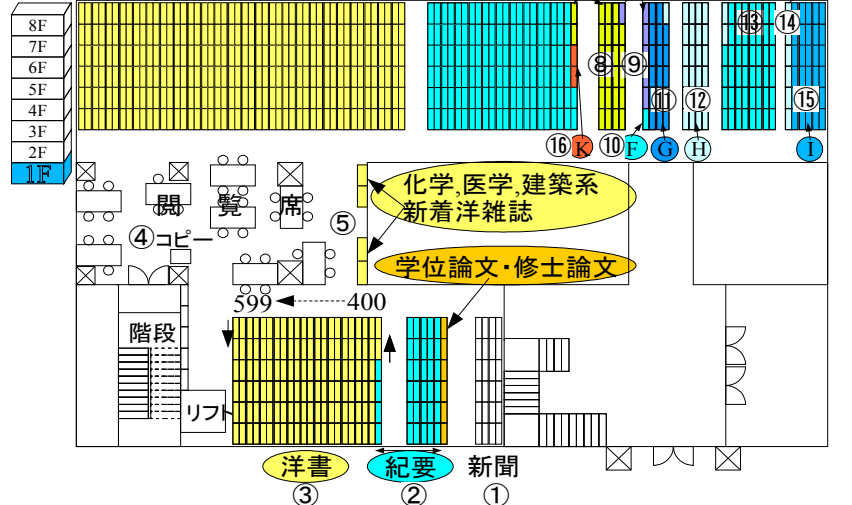 8F
7F
6F
5F
4F
3F
2F
1F
⑬ ⑭
⑧ ⑨
⑪ ⑫ ⑮
⑯ K ⑩ F G H I
化学,医学,建築系
新着洋雑誌
閲覧席
⑤
④ コピー
学位論文・修士論文
599 400
階段
リフト
洋書 紀要 新聞
③ ② ①